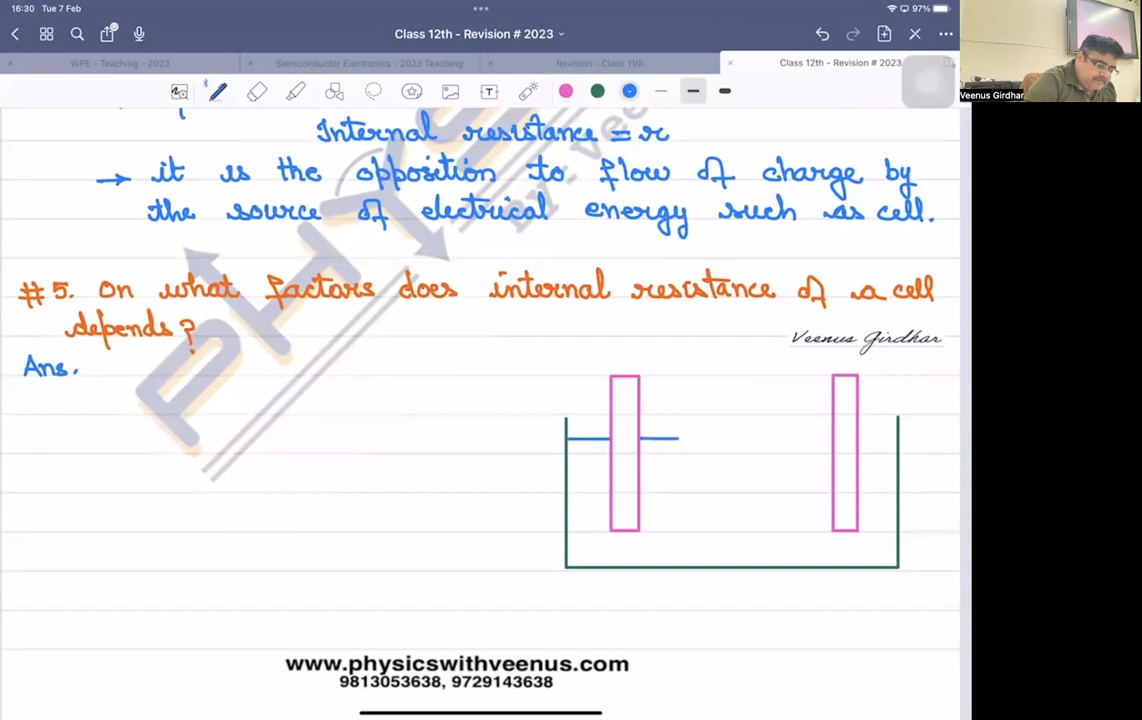 16:30 Tue 7 Feb
97%
Class 12th - Revision # 2023
WPE - Teaching - 2023
Semiconductor Electronics - 2023 Teaching
Revision - Class 11th
Class 12th - Revision # 2023
Veenus Girdhar
Internal resistance = r
→ it is the opposition to flow of charge by
the source of electrical energy such as cell.
PHYS
By-Vee
#5. On what factors does internal resistance of a cell
depends?
Veenus Girdhar
Ans.
www.physicswithveenus.com
9813053638, 9729143638